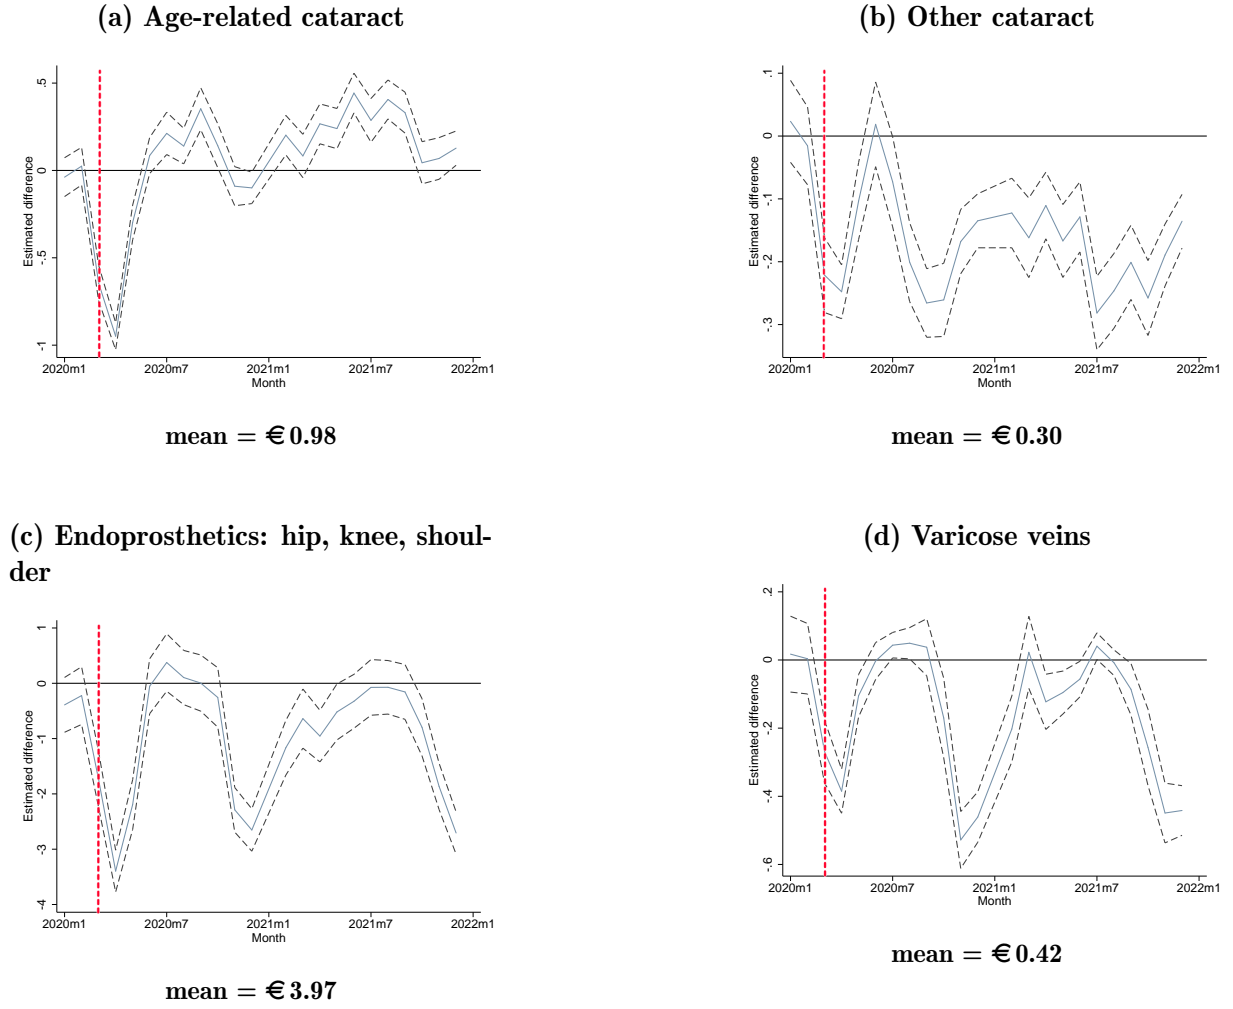 (a) Age-related cataract
.5
0
-.5
-1
Estimated difference
2020m1 2020m7 2021m1 2021m7 2022m1
Month
mean = €0.98
(b) Other cataract
.1
0
-.1
-.2
-.3
Estimated difference
2020m1 2020m7 2021m1 2021m7 2022m1
Month
mean = €0.30
(c) Endoprosthetics: hip, knee, shoul-
der
1
0
-1
-2
-3
-4
Estimated difference
2020m1 2020m7 2021m1 2021m7 2022m1
Month
mean = €3.97
(d) Varicose veins
.2
0
-.2
-.4
-.6
Estimated difference
2020m1 2020m7 2021m1 2021m7 2022m1
Month
mean = €0.42